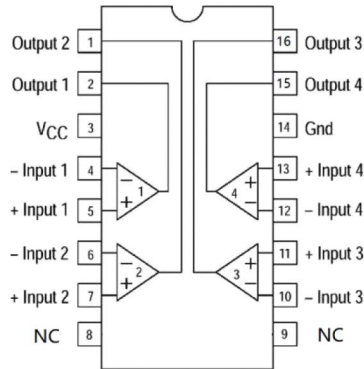 Output 2 1 16 Output 3
Output 1 2 15 Output 4
VCC 3 14 Gnd
– Input 1 4 – 1 + 13 + Input 4
+ Input 1 5 + 4 – 12 – Input 4
– Input 2 6 – 2 + 11 + Input 3
+ Input 2 7 + 3 – 10 – Input 3
NC 8 9 NC